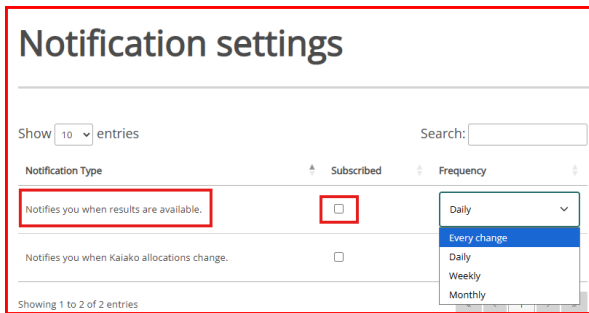 Notification settings
Show 10 entries Search:
Notification Type Subscribed Frequency
Notifies you when results are available. Daily
Every change
Notifies you when Kaiako allocations change. Daily
Weekly
Monthly
Showing 1 to 2 of 2 entries